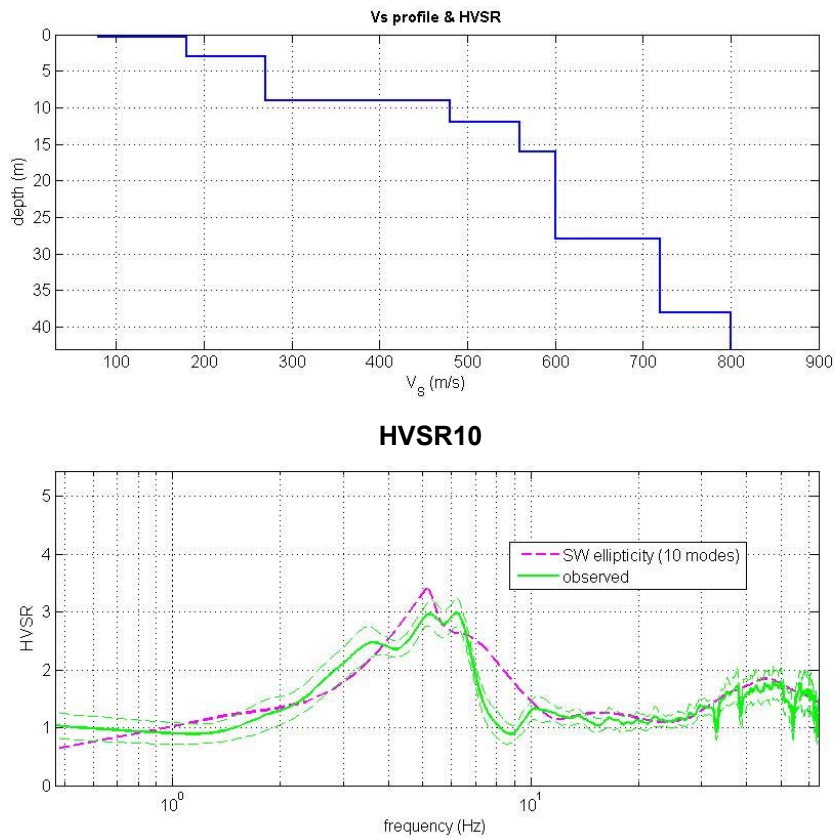 Vs profile & HVSR
0
5
10
15
20
25
30
35
40
depth (m)
100 200 300 400 500 600 700 800 900
V_S (m/s)
HVSR10
5
4
3
2
1
0
HVSR
SW ellipticity (10 modes)
observed
10^0 10^1
frequency (Hz)